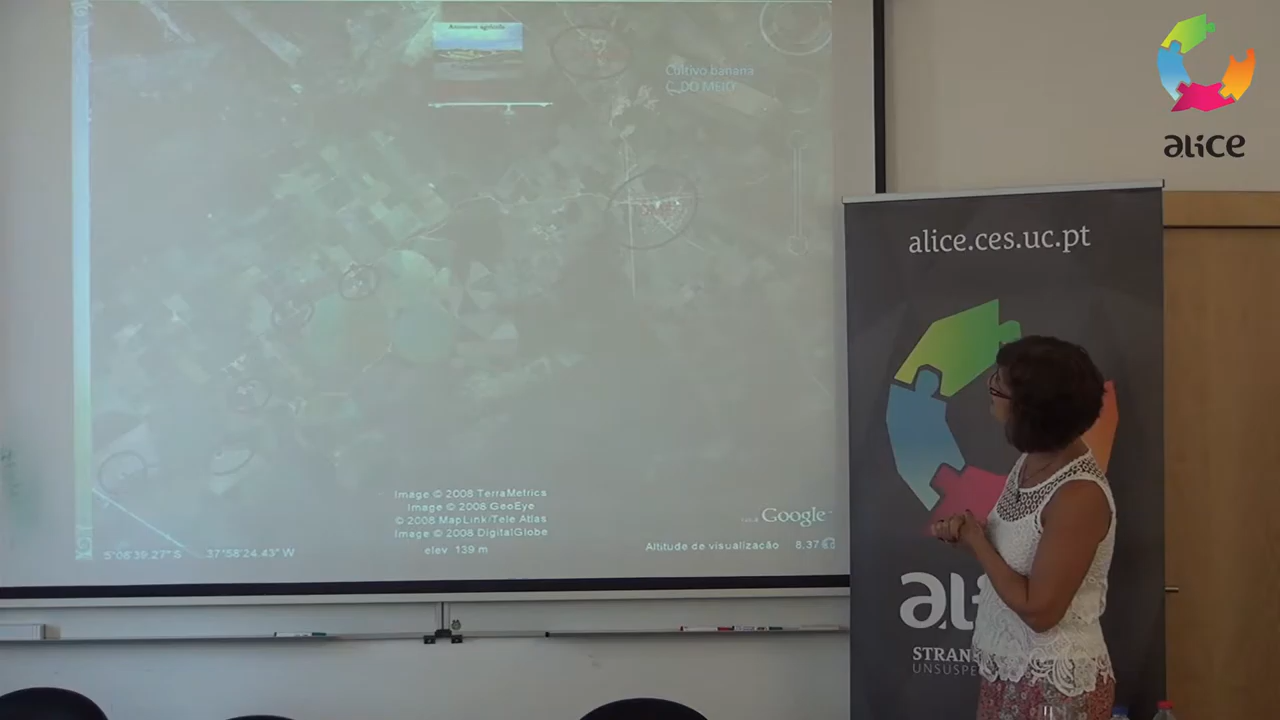 Cultivo banana
C. DO MEIO
Image © 2008 TerraMetrics
Image © 2008 GeoEye
© 2008 MapLink/Tele Atlas
Image © 2008 DigitalGlobe
elev 139 m
5°06'39.27" S 37°58'24.43" W
Google
Altitude de visualização 8.37
alice
alice.ces.uc.pt
STRAN
UNSUSPE